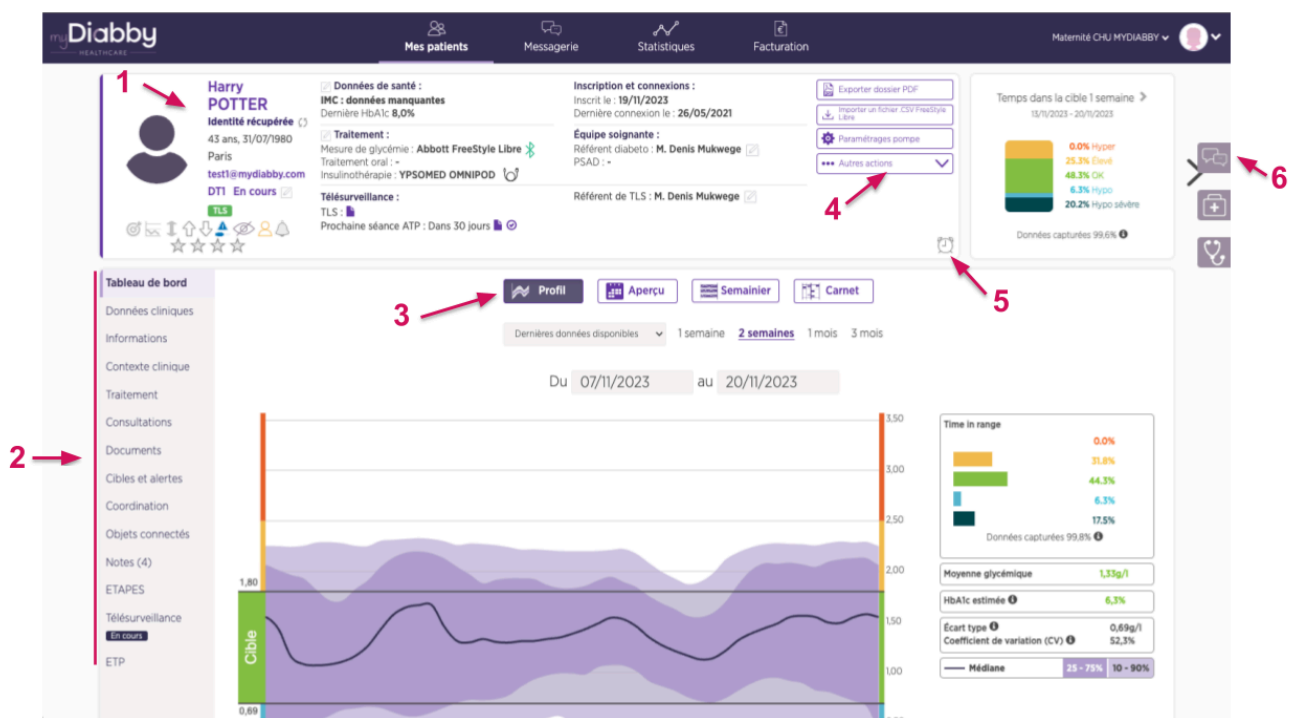 myDiabby
HEALTHCARE
Mes patients
Messagerie
Statistiques
Facturation
Maternité CHU MYDIABBY
1
Harry
POTTER
Identité récupérée
43 ans, 31/07/1980
Paris
test1@mydiabby.com
DT1 En cours
TLS
Données de santé :
IMC : données manquantes
Dernière HbA1c 8,0%
Traitement :
Mesure de glycémie : Abbott FreeStyle Libre
Traitement oral : -
Insulinothérapie : YPSOMED OMNIPOD
Télésurveillance :
TLS :
Prochaine séance ATP : Dans 30 jours
Inscription et connexions :
Inscrit le : 19/11/2023
Dernière connexion le : 26/05/2021
Équipe soignante :
Référent diabeto : M. Denis Mukwege
PSAD : -
Référent de TLS : M. Denis Mukwege
Exporter dossier PDF
Importer un fichier .CSV FreeStyle
Libre
Paramétrages pompe
Autres actions
4
5
Temps dans la cible 1 semaine
13/11/2023 - 20/11/2023
0.0% Hyper
25.3% Élevé
48.3% OK
6.3% Hypo
20.2% Hypo sévère
Données capturées 99,6%
6
2
Tableau de bord
Données cliniques
Informations
Contexte clinique
Traitement
Consultations
Documents
Cibles et alertes
Coordination
Objets connectés
Notes (4)
ETAPES
Télésurveillance
En cours
ETP
3
Profil
Aperçu
Semainier
Carnet
Dernières données disponibles
1 semaine
2 semaines
1 mois
3 mois
Du 07/11/2023 au 20/11/2023
3,50
3,00
2,50
2,00
1,50
1,00
1,80
Cible
0,69
Time in range
0.0%
31.8%
44.3%
6.3%
17.5%
Données capturées 99,8%
Moyenne glycémique 1,33g/l
HbA1c estimée 6,3%
Écart type 0,69g/l
Coefficient de variation (CV) 52,3%
Médiane 25 - 75% 10 - 90%